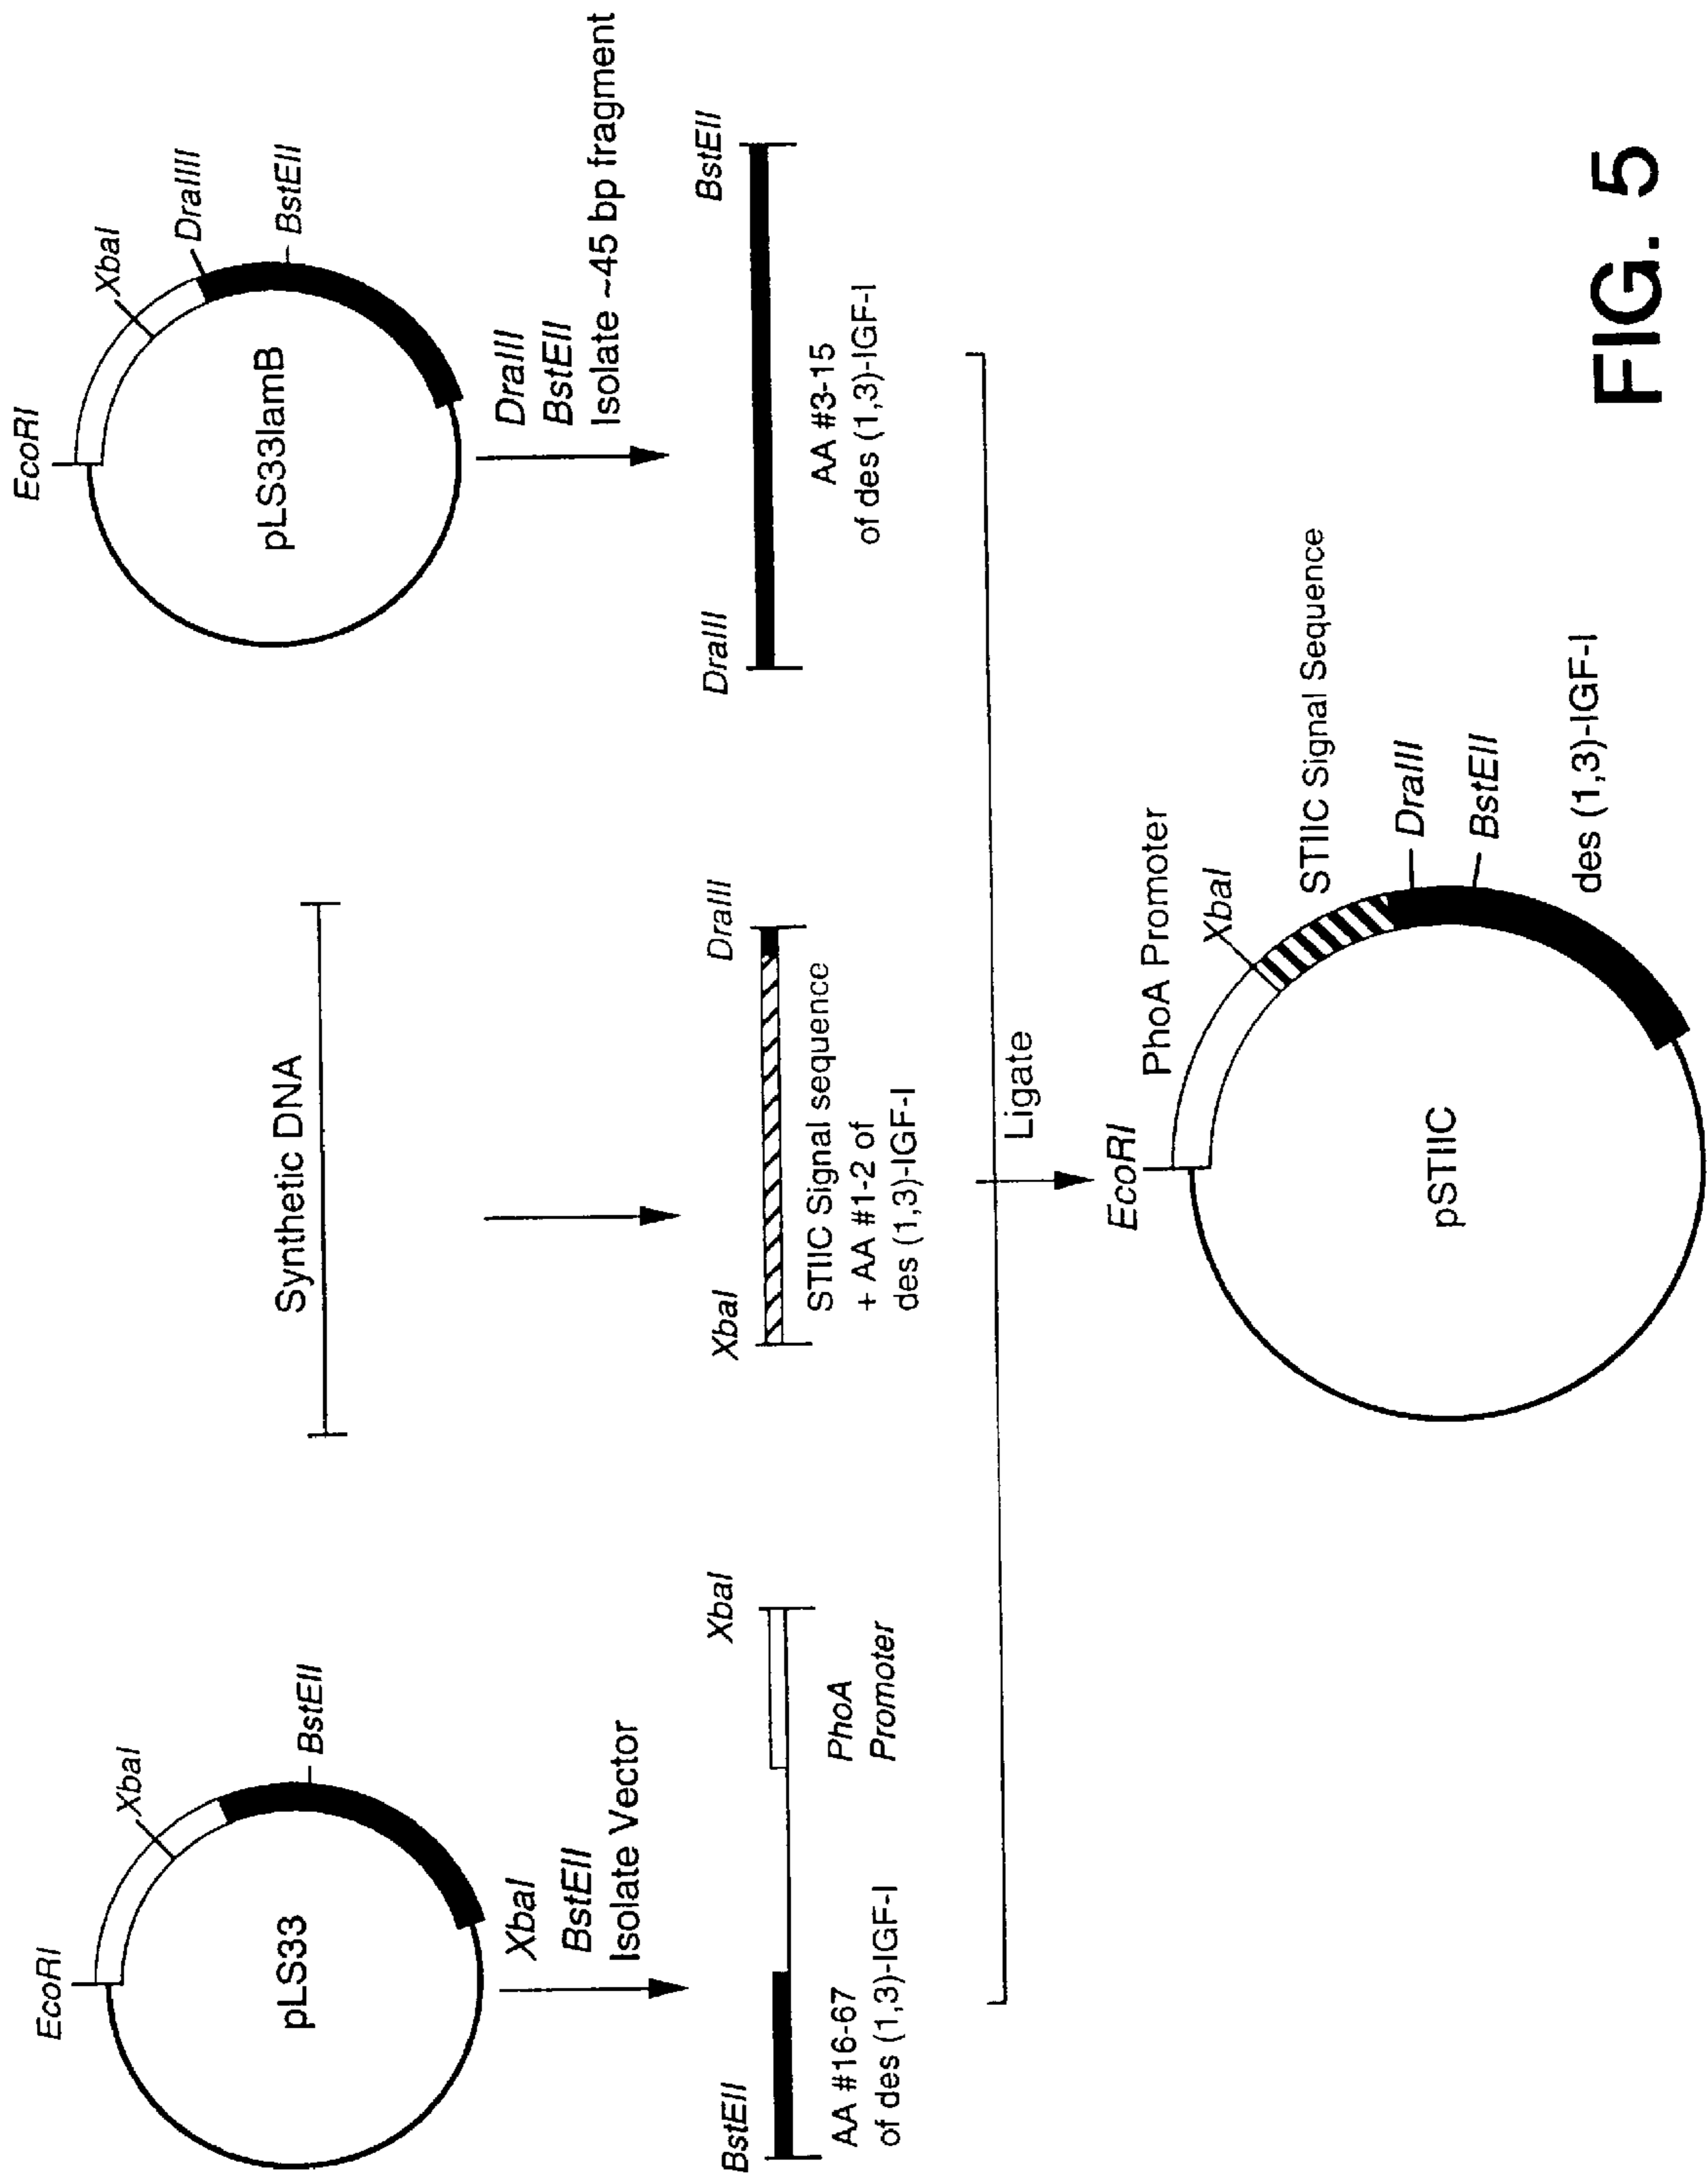 EcoRI
XbaI
BstEII
pLS33
XbaI
BstEII
Isolate Vector
BstEII
XbaI
AA #16-67
of des (1,3)-IGF-I
PhoA
Promoter
Synthetic DNA
XbaI
DraIII
STIIC Signal sequence
+ AA #1-2 of
des (1,3)-IGF-I
EcoRI
XbaI
DraIIII
BstEII
pLS33lamB
DraIII
BstEII
Isolate ~45 bp fragment
DraIII
BstEII
AA #3-15
of des (1,3)-IGF-I
Ligate
EcoRI
PhoA Promoter
XbaI
STIIC Signal Sequence
DraIII
BstEII
pSTIIC
des (1,3)-IGF-I
FIG. 5